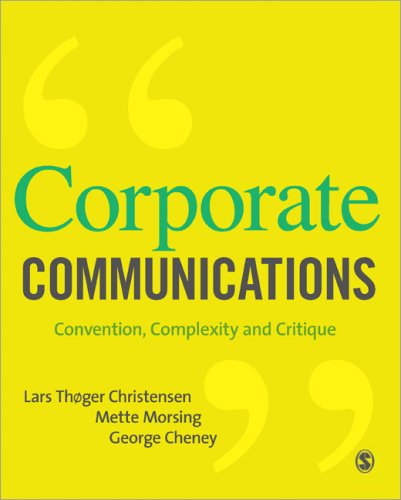 Corporate
COMMUNICATIONS
Convention, Complexity and Critique
Lars Thøger Christensen
Mette Morsing
George Cheney
S